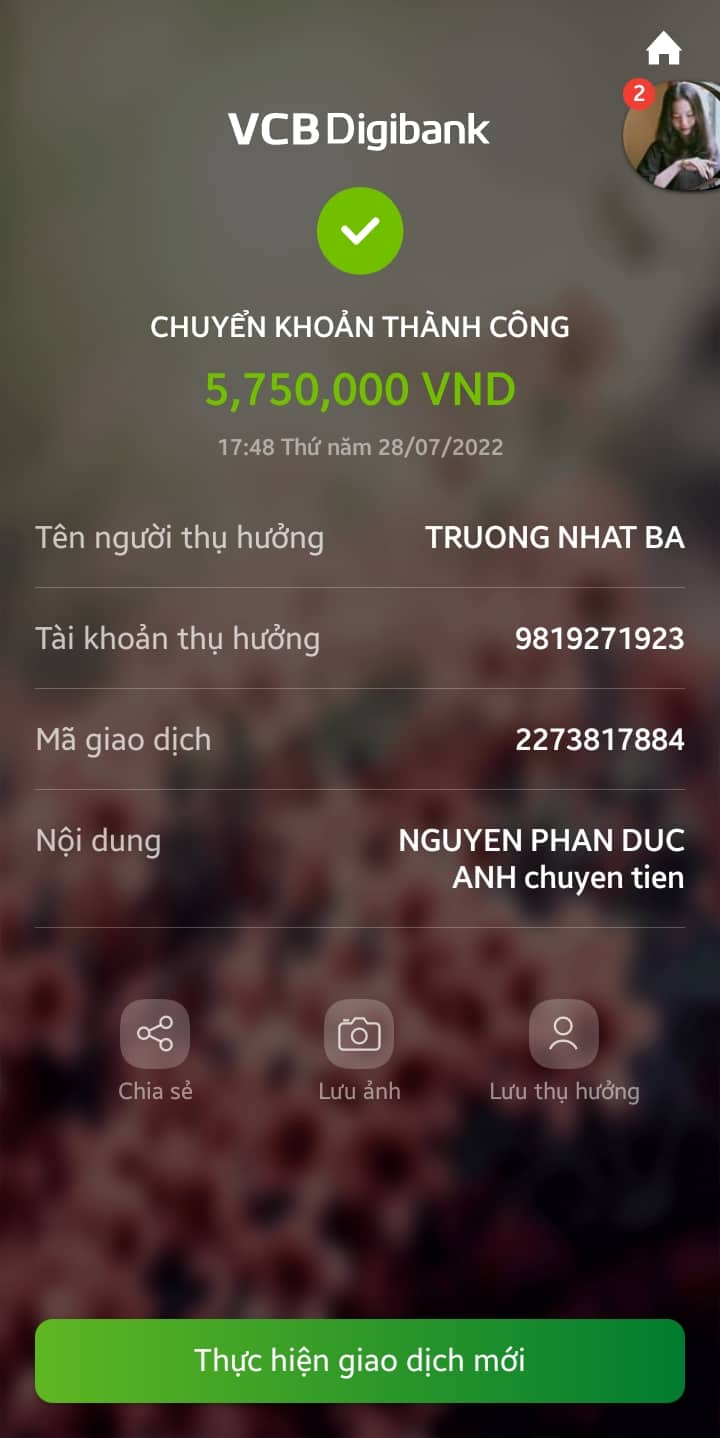 2
VCB Digibank
CHUYỂN KHOẢN THÀNH CÔNG
5,750,000 VND
17:48 Thứ năm 28/07/2022
Tên người thụ hưởng TRUONG NHAT BA
Tài khoản thụ hưởng 9819271923
Mã giao dịch 2273817884
Nội dung NGUYEN PHAN DUC
ANH chuyen tien
Chia sẻ Lưu ảnh Lưu thụ hưởng
Thực hiện giao dịch mới